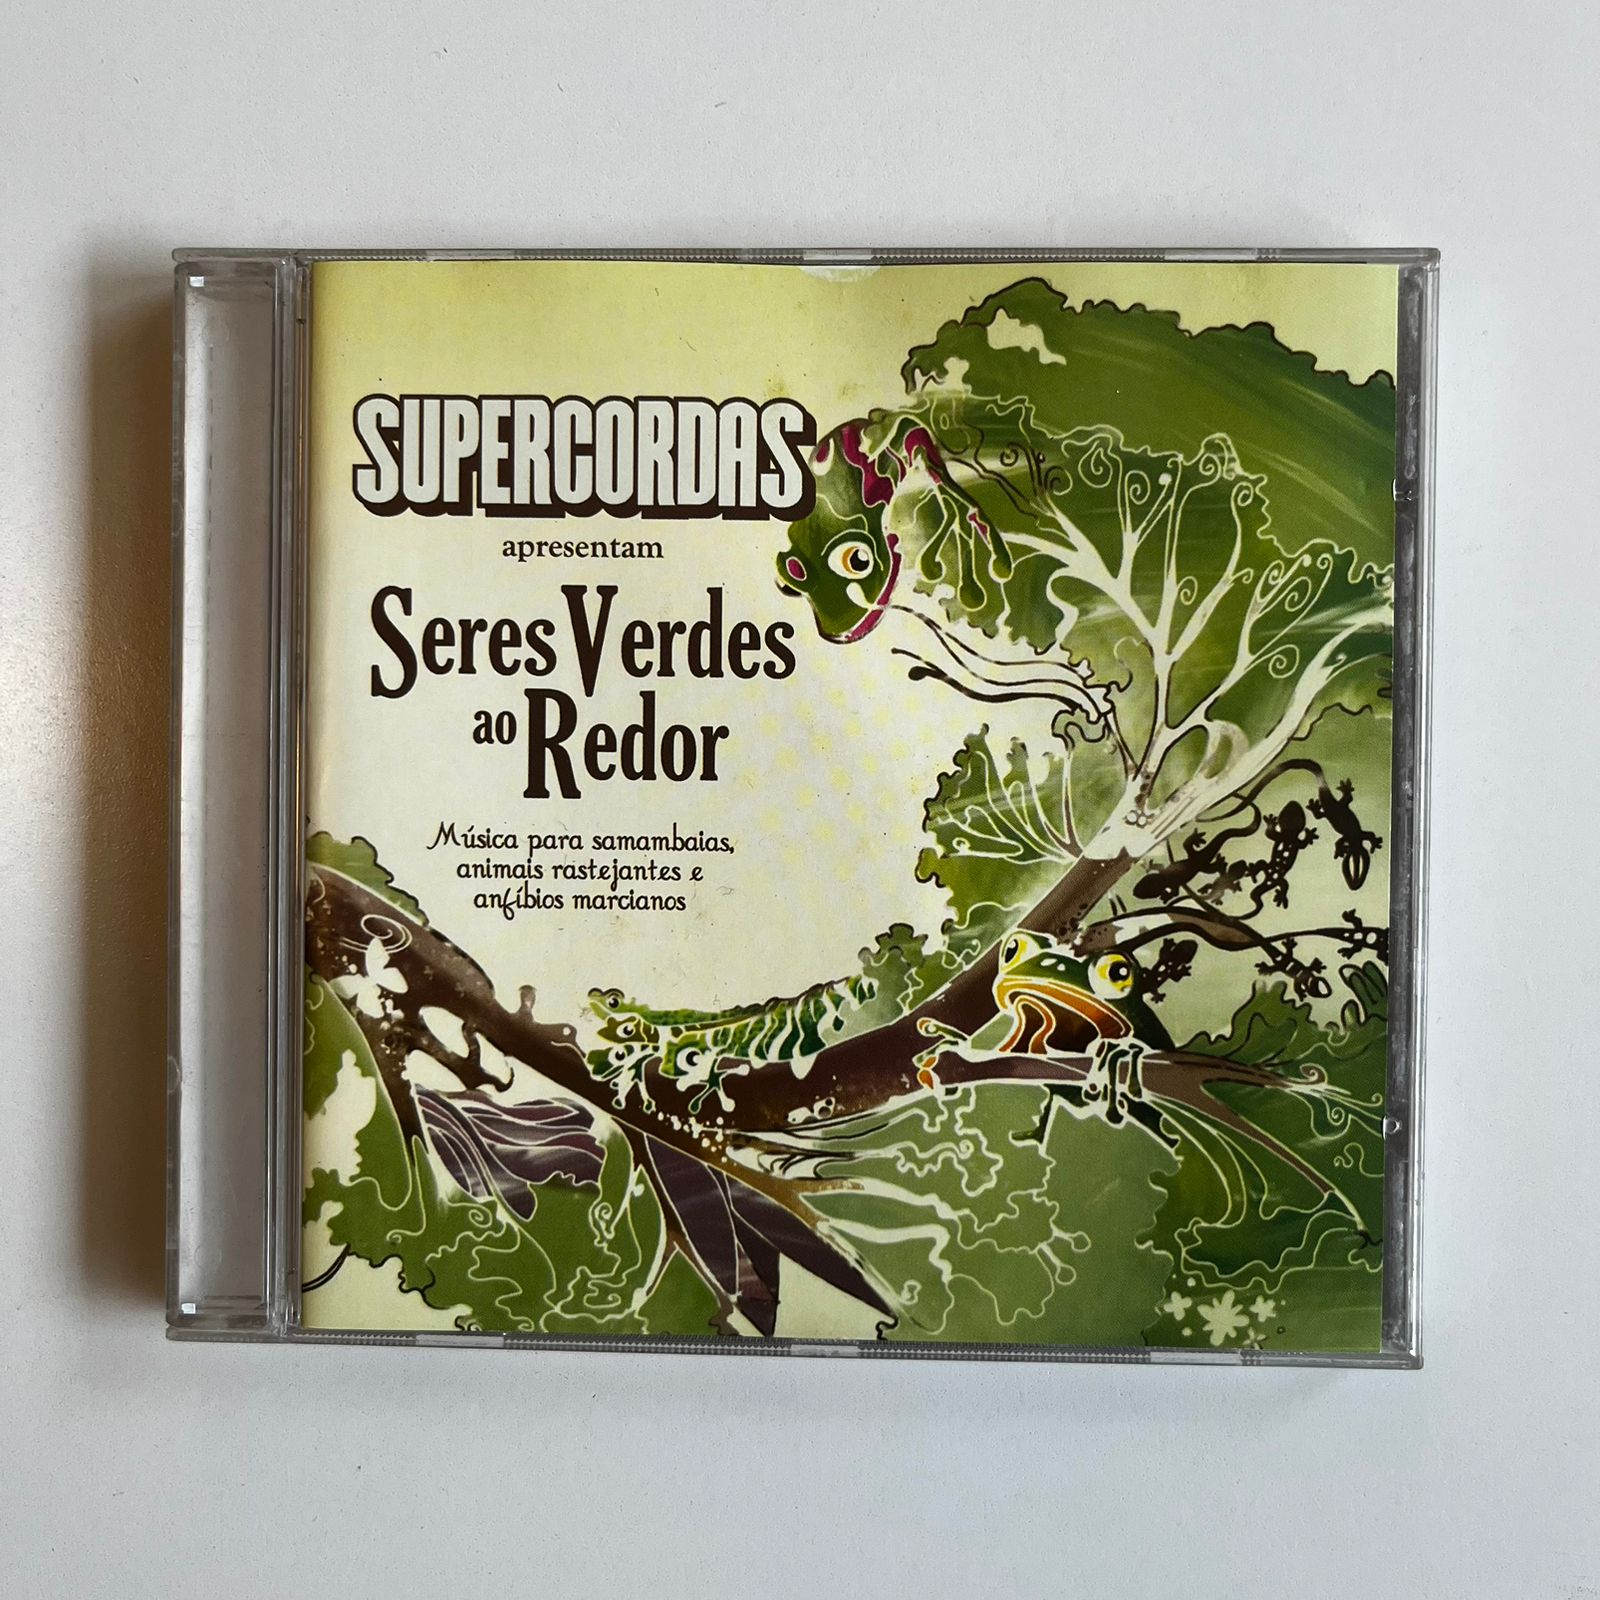 SUPERCORDAS
apresentam
Seres Verdes
ao Redor
Música para samambaias,
animais rastejantes e
anfíbios marcianos